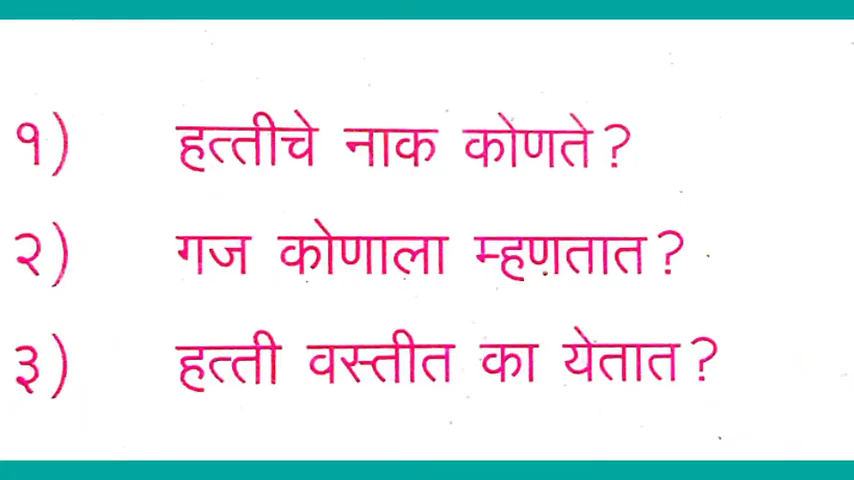 १) हत्तीचे नाक कोणते?
२) गज कोणाला म्हणतात?
३) हत्ती वस्तीत का येतात?